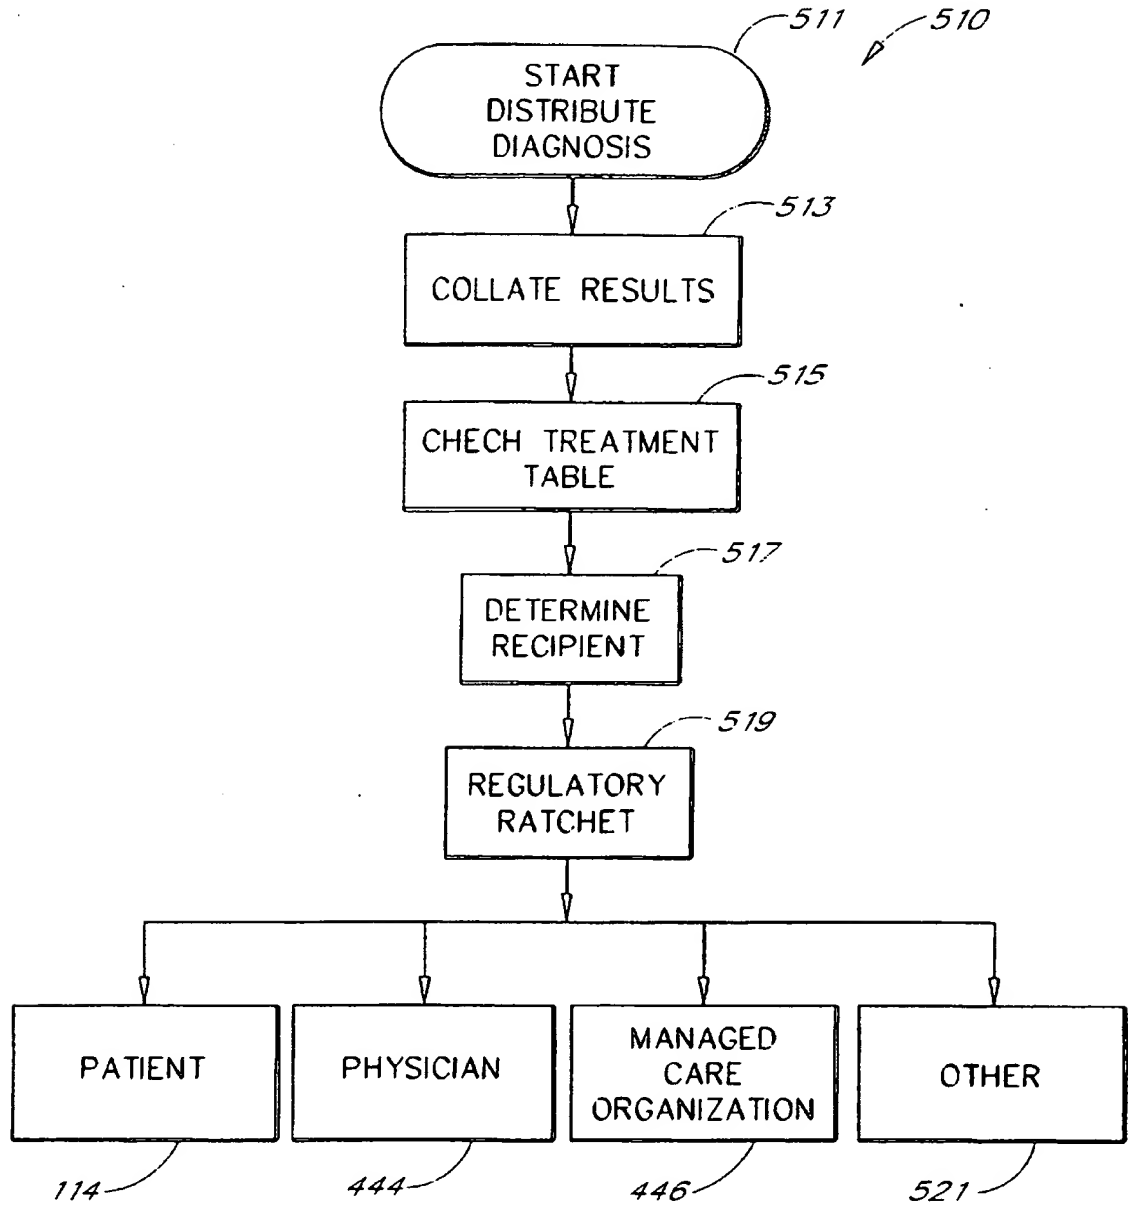 511
510
START
DISTRIBUTE
DIAGNOSIS
513
COLLATE RESULTS
515
CHECH TREATMENT
TABLE
517
DETERMINE
RECIPIENT
519
REGULATORY
RATCHET
PATIENT
PHYSICIAN
MANAGED
CARE
ORGANIZATION
OTHER
114
444
446
521